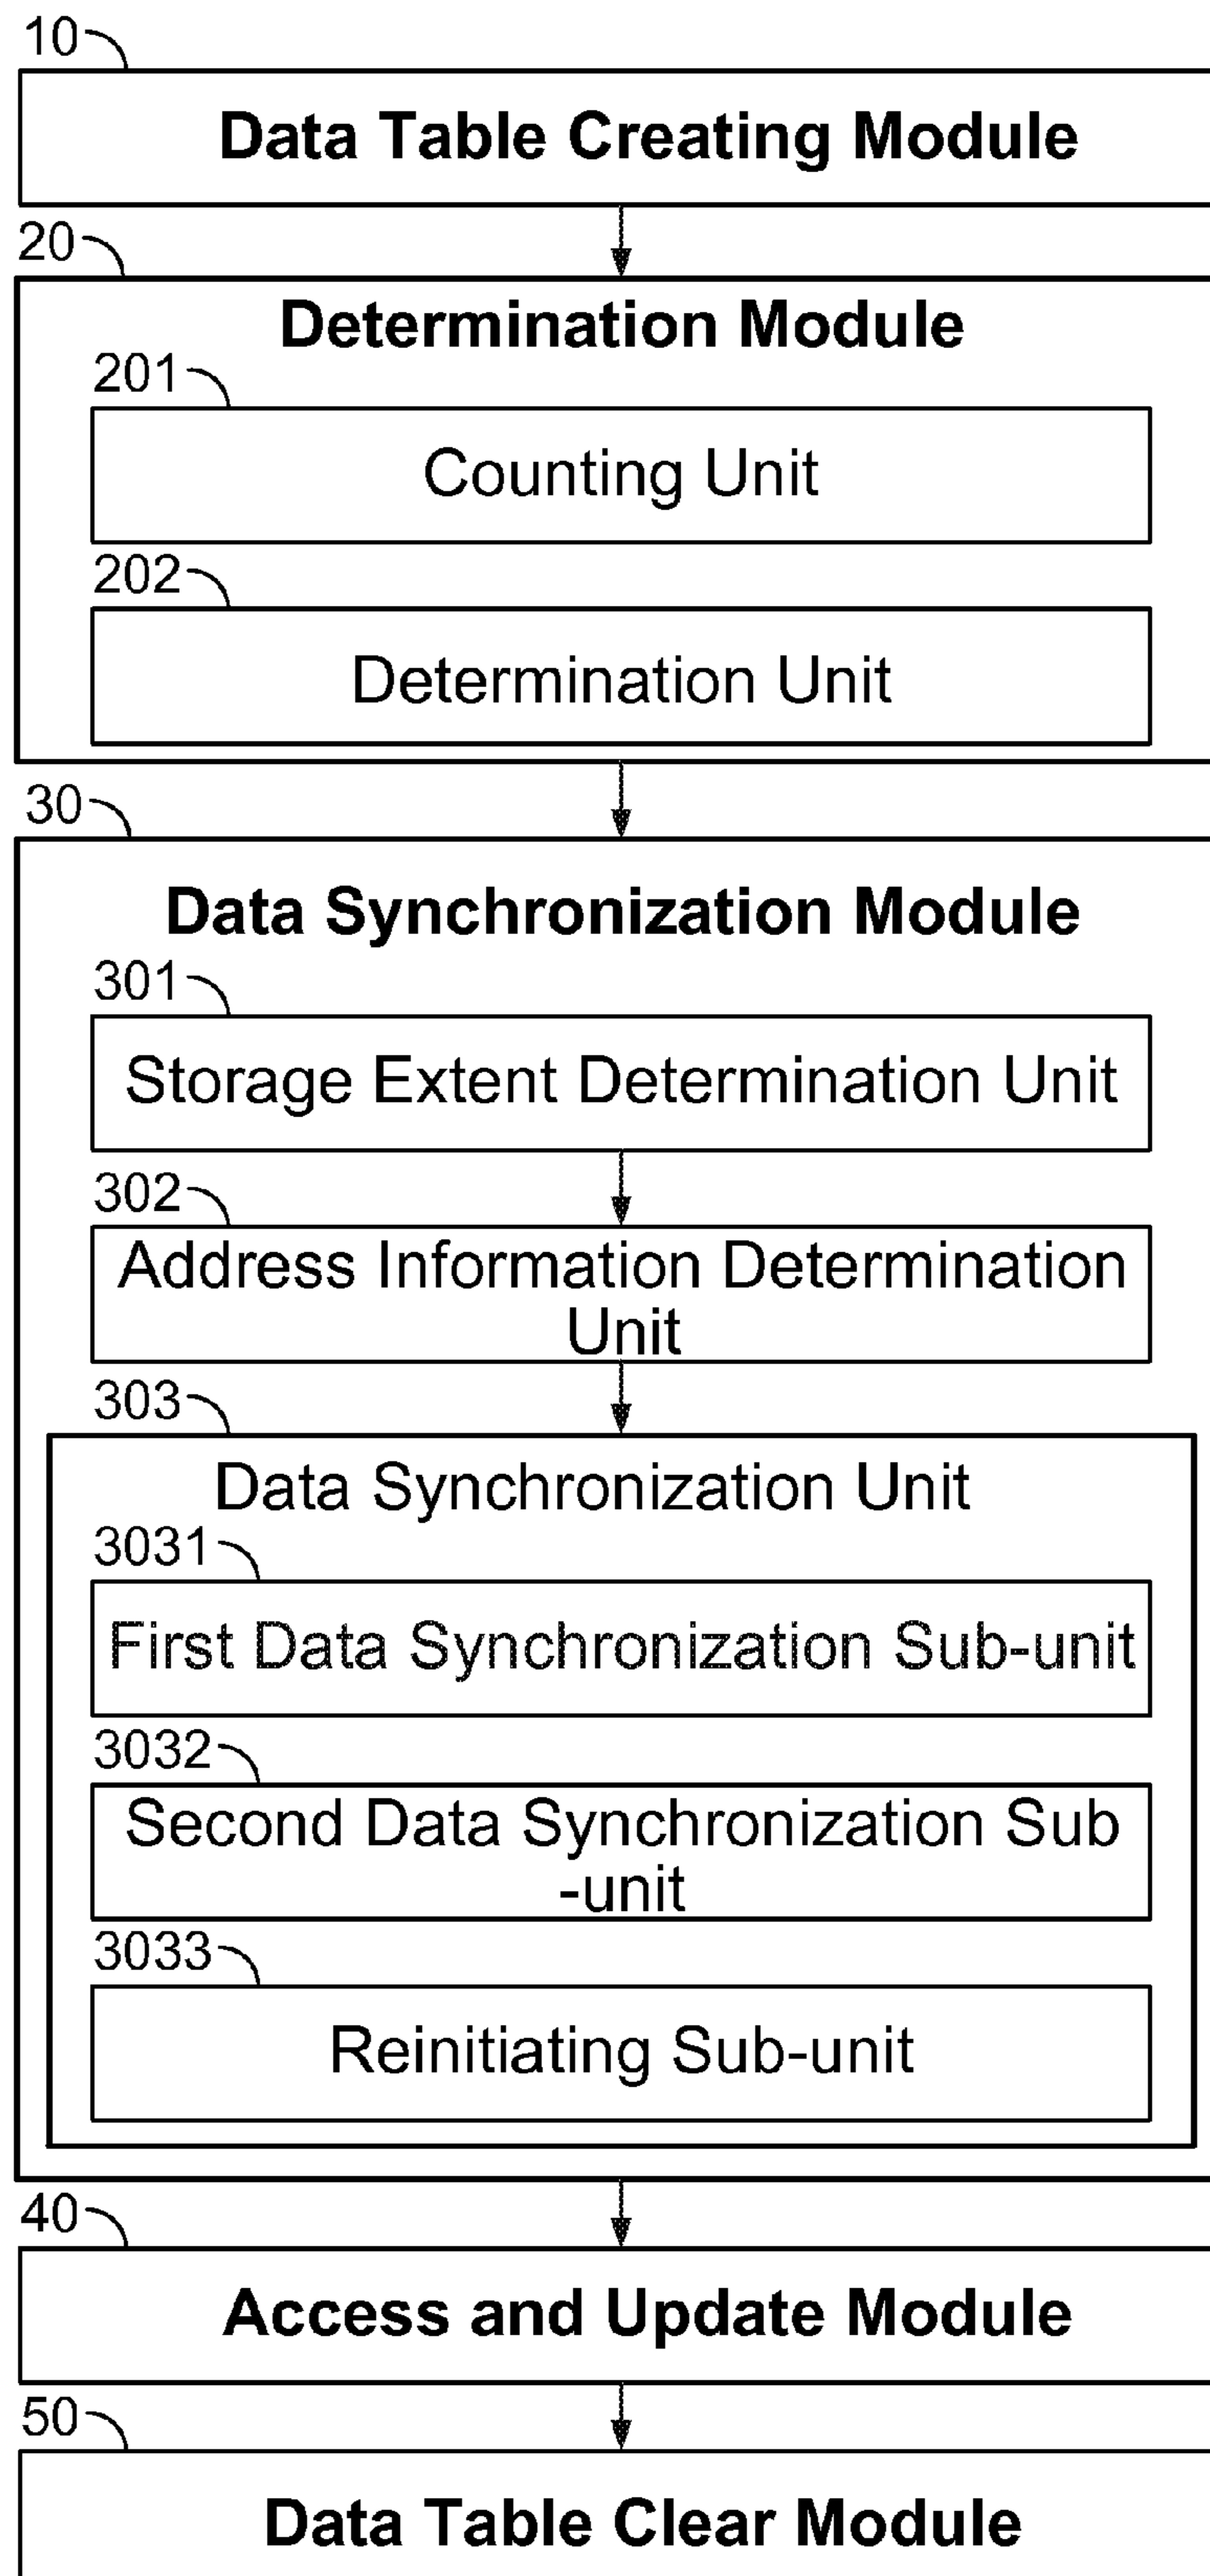 10
Data Table Creating Module
20
Determination Module
201
Counting Unit
202
Determination Unit
30
Data Synchronization Module
301
Storage Extent Determination Unit
302
Address Information Determination
Unit
303
Data Synchronization Unit
3031
First Data Synchronization Sub-unit
3032
Second Data Synchronization Sub
-unit
3033
Reinitiating Sub-unit
40
Access and Update Module
50
Data Table Clear Module